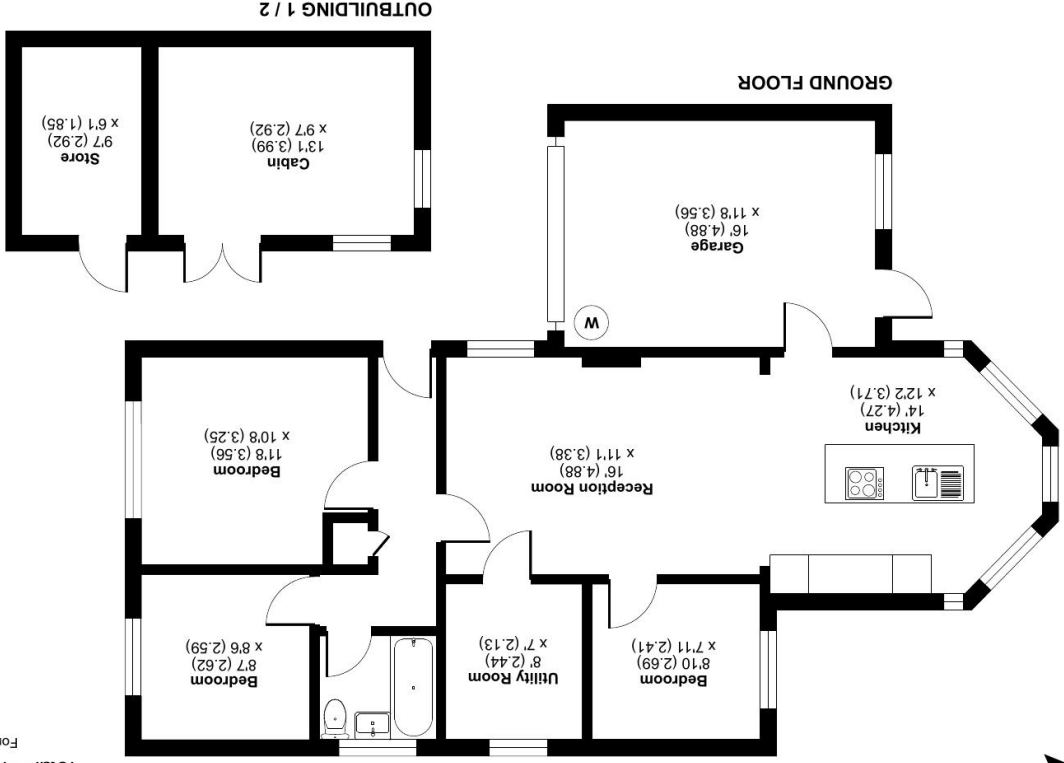 For
Bedroom
8'10 (2.69)
x 7'11 (2.41)
Utility Room
8' (2.44)
x 7' (2.13)
Bedroom
8'7 (2.62)
x 8'6 (2.59)
Kitchen
14' (4.27)
x 12'2 (3.71)
Reception Room
16' (4.88)
x 11'1 (3.38)
Bedroom
11'8 (3.56)
x 10'8 (3.25)
W
Garage
16' (4.88)
x 11'8 (3.56)
GROUND FLOOR
Cabin
13'1 (3.99)
x 9'7 (2.92)
Store
9'7 (2.92)
x 6'1 (1.85)
OUTBUILDING 1 / 2